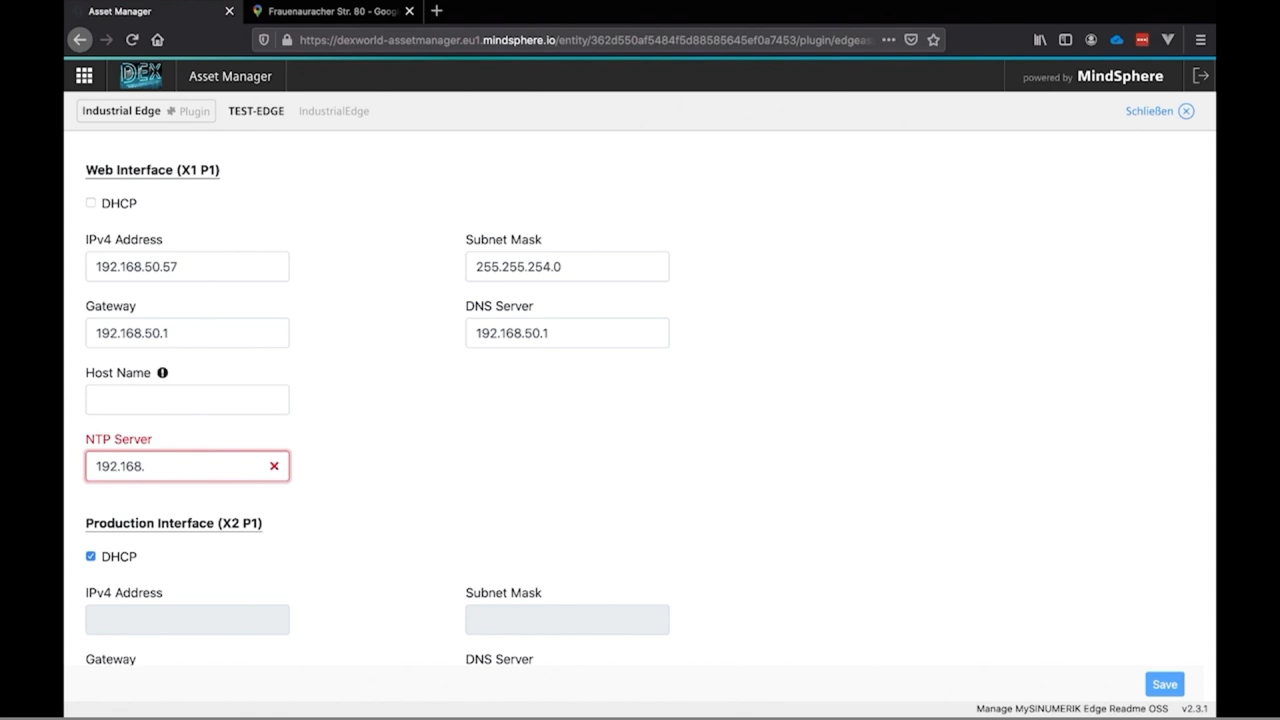 Asset Manager
Frauenauracher Str. 80 - Goog
https://dexworld-assetmanager.eu1.mindsphere.io/entity/362d550af5484f5d88585645ef0a7453/plugin/edgeas
DEX
Asset Manager
powered by MindSphere
Industrial Edge Plugin TEST-EDGE IndustrialEdge
Schließen
Web Interface (X1 P1)
DHCP
IPv4 Address Subnet Mask
192.168.50.57 255.255.254.0
Gateway DNS Server
192.168.50.1 192.168.50.1
Host Name
NTP Server
192.168.
Production Interface (X2 P1)
DHCP
IPv4 Address Subnet Mask
Gateway DNS Server
Save
Manage MySINUMERIK Edge Readme OSS v2.3.1